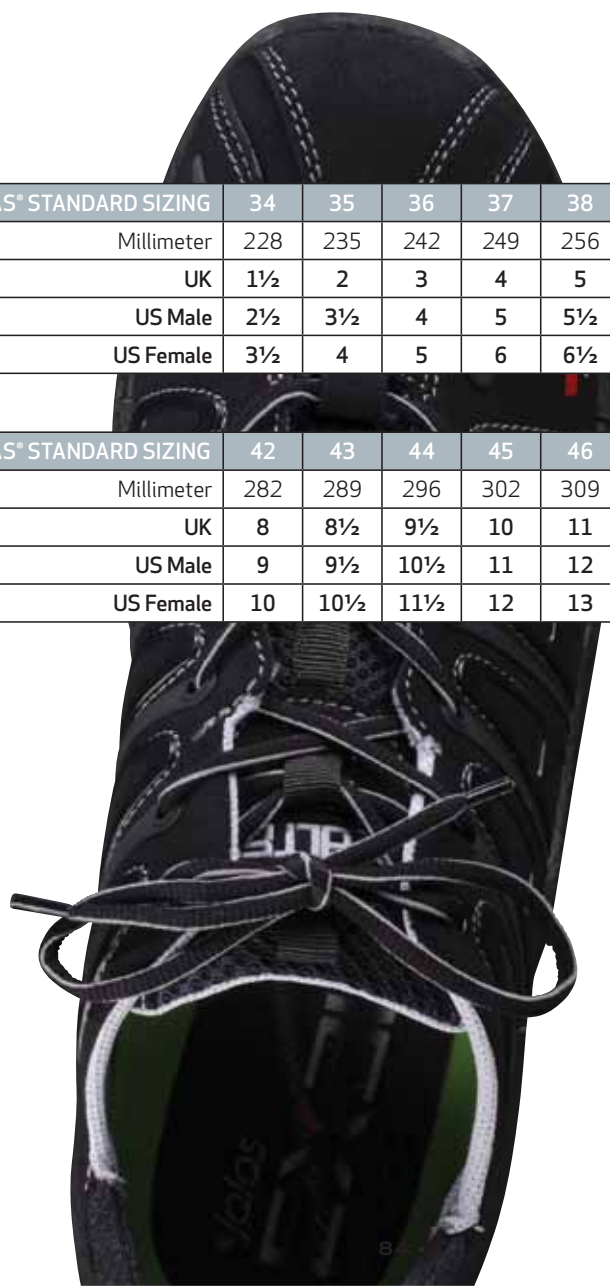 AS® STANDARD SIZING 34 35 36 37 38
Millimeter 228 235 242 249 256
UK 1½ 2 3 4 5
US Male 2½ 3½ 4 5 5½
US Female 3½ 4 5 6 6½
AS® STANDARD SIZING 42 43 44 45 46
Millimeter 282 289 296 302 309
UK 8 8½ 9½ 10 11
US Male 9 9½ 10½ 11 12
US Female 10 10½ 11½ 12 13
Jalas
84